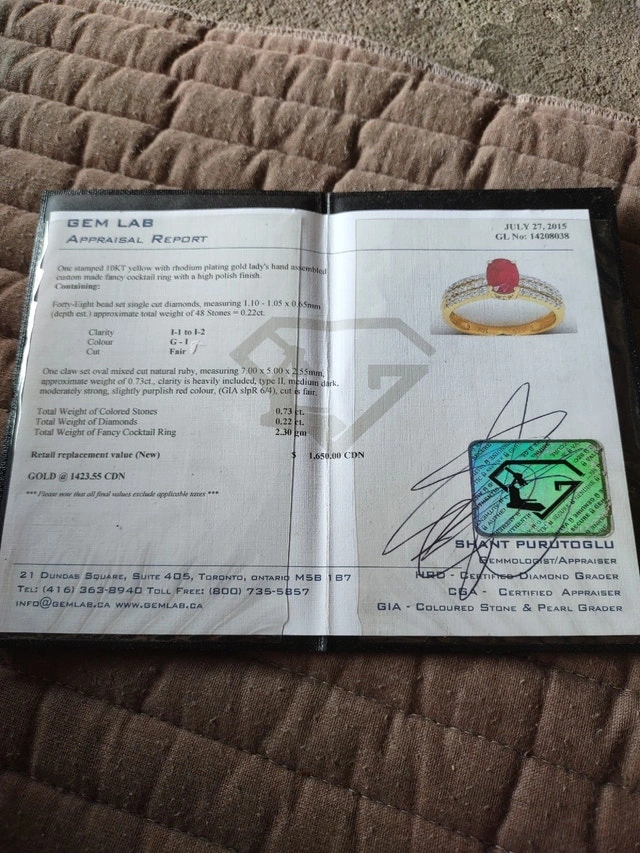 GEM LAB
APPRAISAL REPORT
One stamped 10KT yellow with rhodium plating gold lady's hand assembled
custom made fancy cocktail ring with a high polish finish.
Containing:
Forty-Eight bead set single cut diamonds, measuring 1.10 - 1.05 x 0.65mm
(depth est.) approximate total weight of 48 Stones = 0.22ct.
Clarity I-1 to I-2
Colour G - I
Cut Fair
One claw set oval mixed cut natural ruby, measuring 7.00 x 5.00 x 2.55mm,
approximate weight of 0.73ct., clarity is heavily included, type II, medium dark,
moderately strong, slightly purplish red colour, (GIA slpR 6/4), cut is fair.
Total Weight of Colored Stones 0.73 ct.
Total Weight of Diamonds 0.22 ct.
Total Weight of Fancy Cocktail Ring 2.30 gm
Retail replacement value (New) $ 1,650.00 CDN
GOLD @ 1423.55 CDN
*** Please note that all final values exclude applicable taxes ***
21 DUNDAS SQUARE, SUITE 405, TORONTO, ONTARIO M5B 1B7
TEL: (416) 363-8940 TOLL FREE: (800) 735-5857
INFO@GEMLAB.CA WWW.GEMLAB.CA
JULY 27, 2015
GL No: 14208038
SHANT PURUTOGLU
GEMMOLOGIST/APPRAISER
HRD - CERTIFIED DIAMOND GRADER
CGA - CERTIFIED APPRAISER
GIA - COLOURED STONE & PEARL GRADER